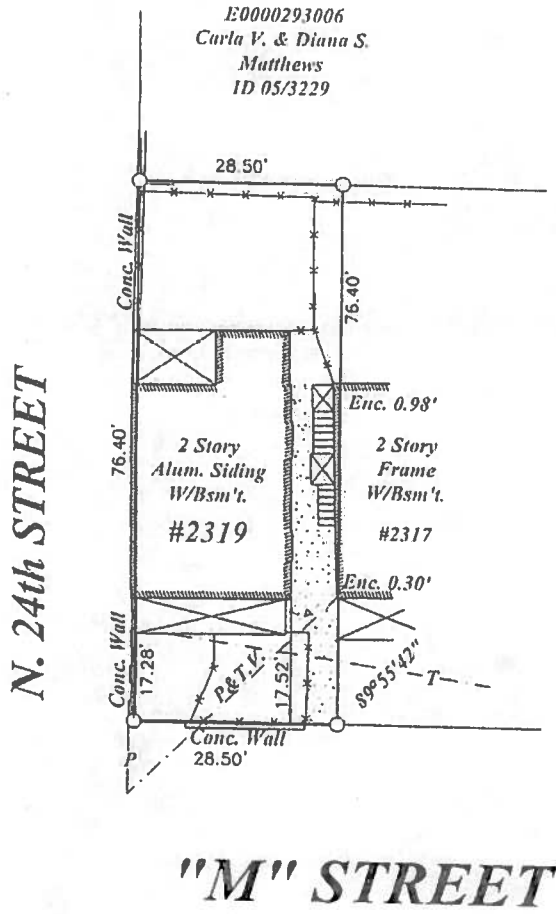 E0000293006
Carla V. & Diana S.
Matthews
ID 05/3229
28.50'
Conc. Wall
76.40'
Enc. 0.98'
76.40'
2 Story
Alum. Siding
W/Bsm't.
#2319
2 Story
Frame
W/Bsm't.
#2317
N. 24th STREET
Enc. 0.30'
Conc. Wall
17.28'
P.&T.V.
17.52'
89°55'42"
T
Conc. Wall
P
28.50'
"M" STREET